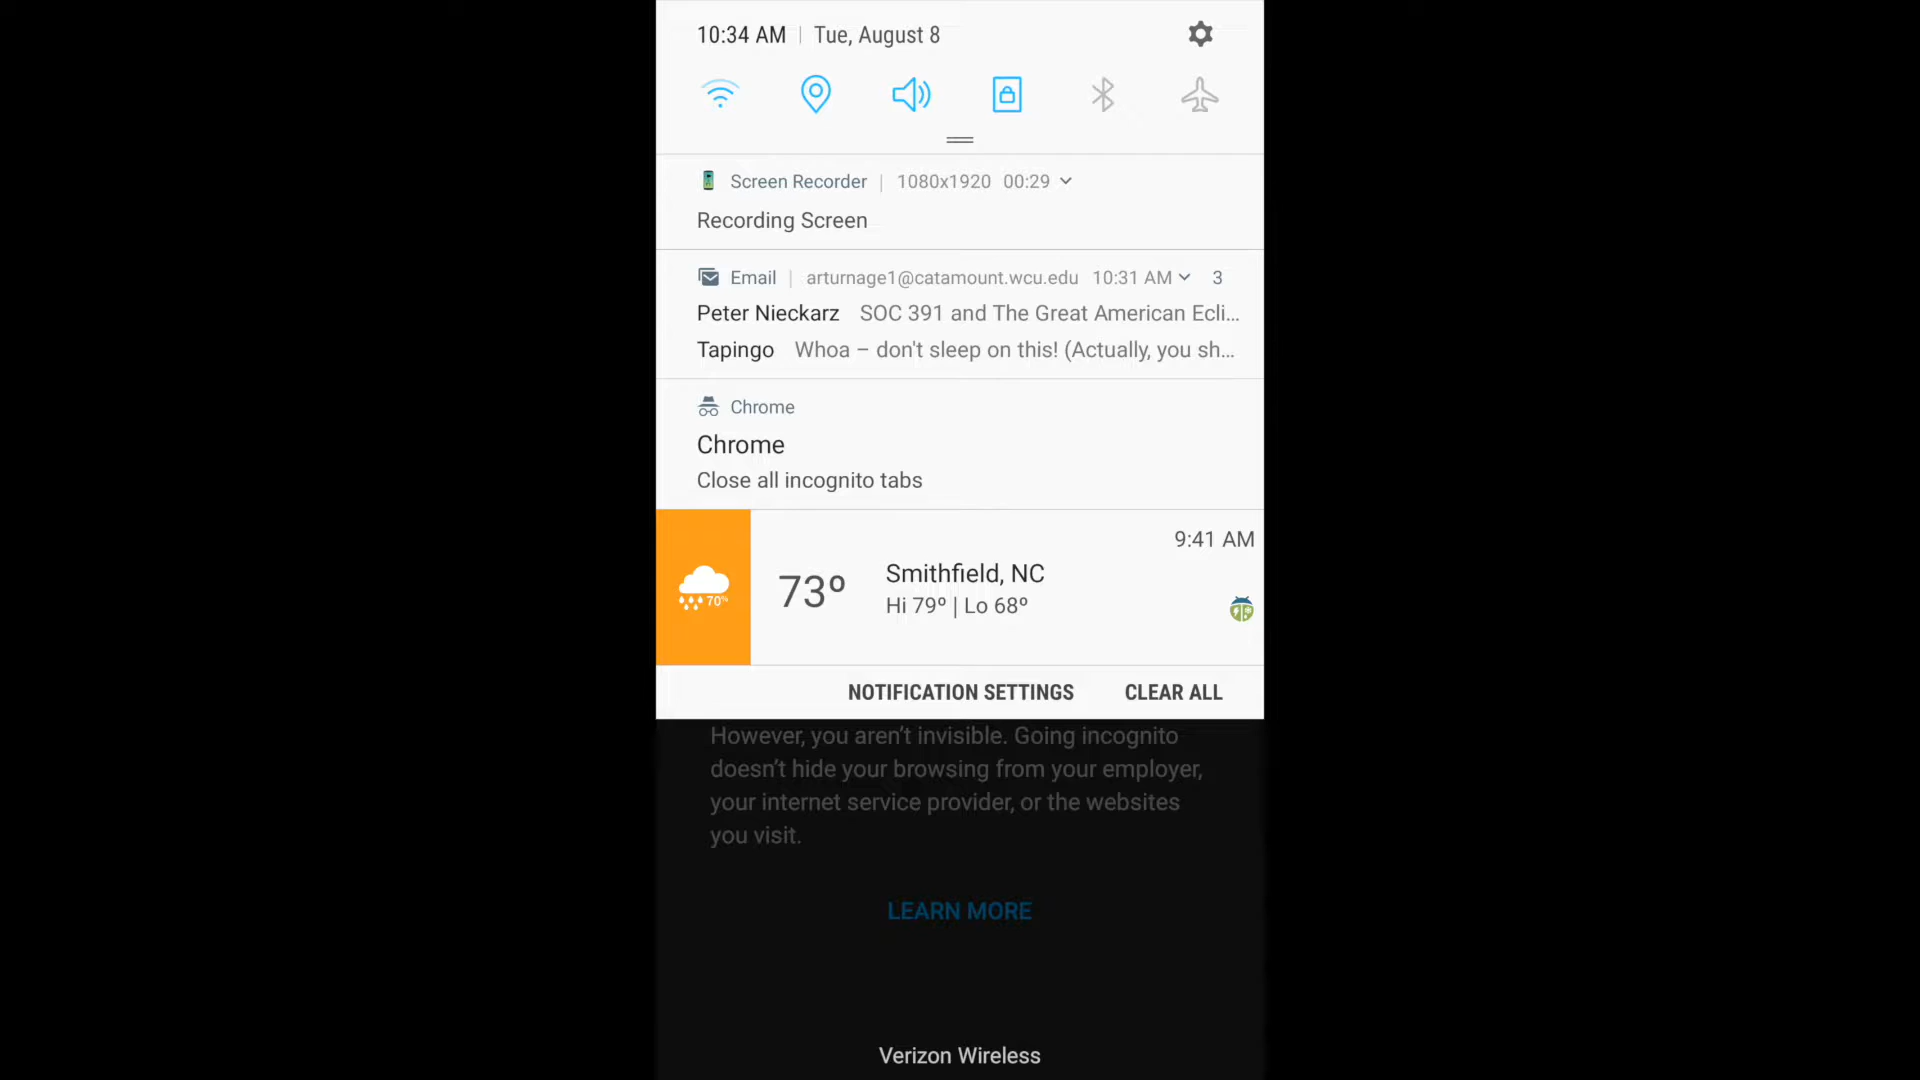 10:34 AM | Tue, August 8
Screen Recorder | 1080x1920 00:29
Recording Screen
Email | arturnage1@catamount.wcu.edu 10:31 AM 3
Peter Nieckarz SOC 391 and The Great American Ecli...
Tapingo Whoa – don't sleep on this! (Actually, you sh...
Chrome
Chrome
Close all incognito tabs
9:41 AM
70%
73º
Smithfield, NC
Hi 79º | Lo 68º
NOTIFICATION SETTINGS CLEAR ALL
However, you aren’t invisible. Going incognito
doesn’t hide your browsing from your employer,
your internet service provider, or the websites
you visit.
LEARN MORE
Verizon Wireless